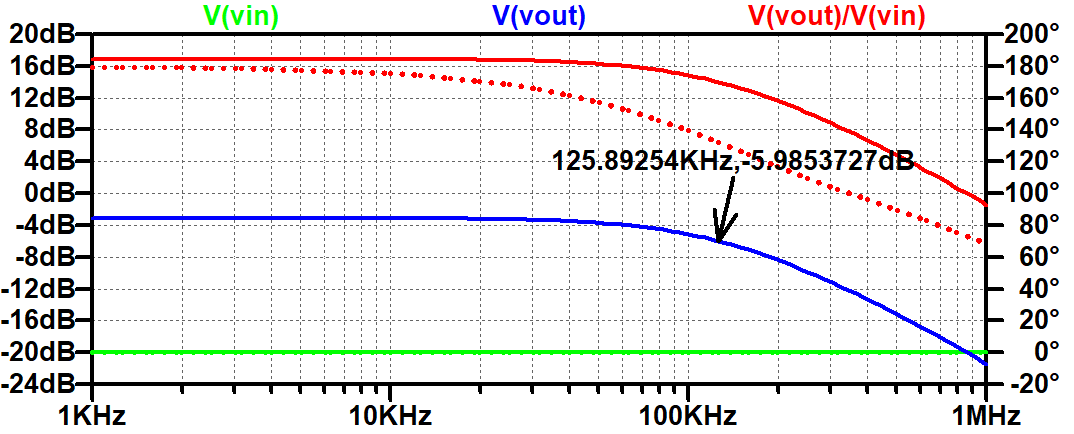 V(vin) V(vout) V(vout)/V(vin)
20dB 200°
16dB 180°
12dB 160°
8dB 140°
4dB 120°
125.89254KHz,-5.9853727dB
0dB 100°
-4dB 80°
-8dB 60°
-12dB 40°
-16dB 20°
-20dB 0°
-24dB -20°
1KHz 10KHz 100KHz 1MHz